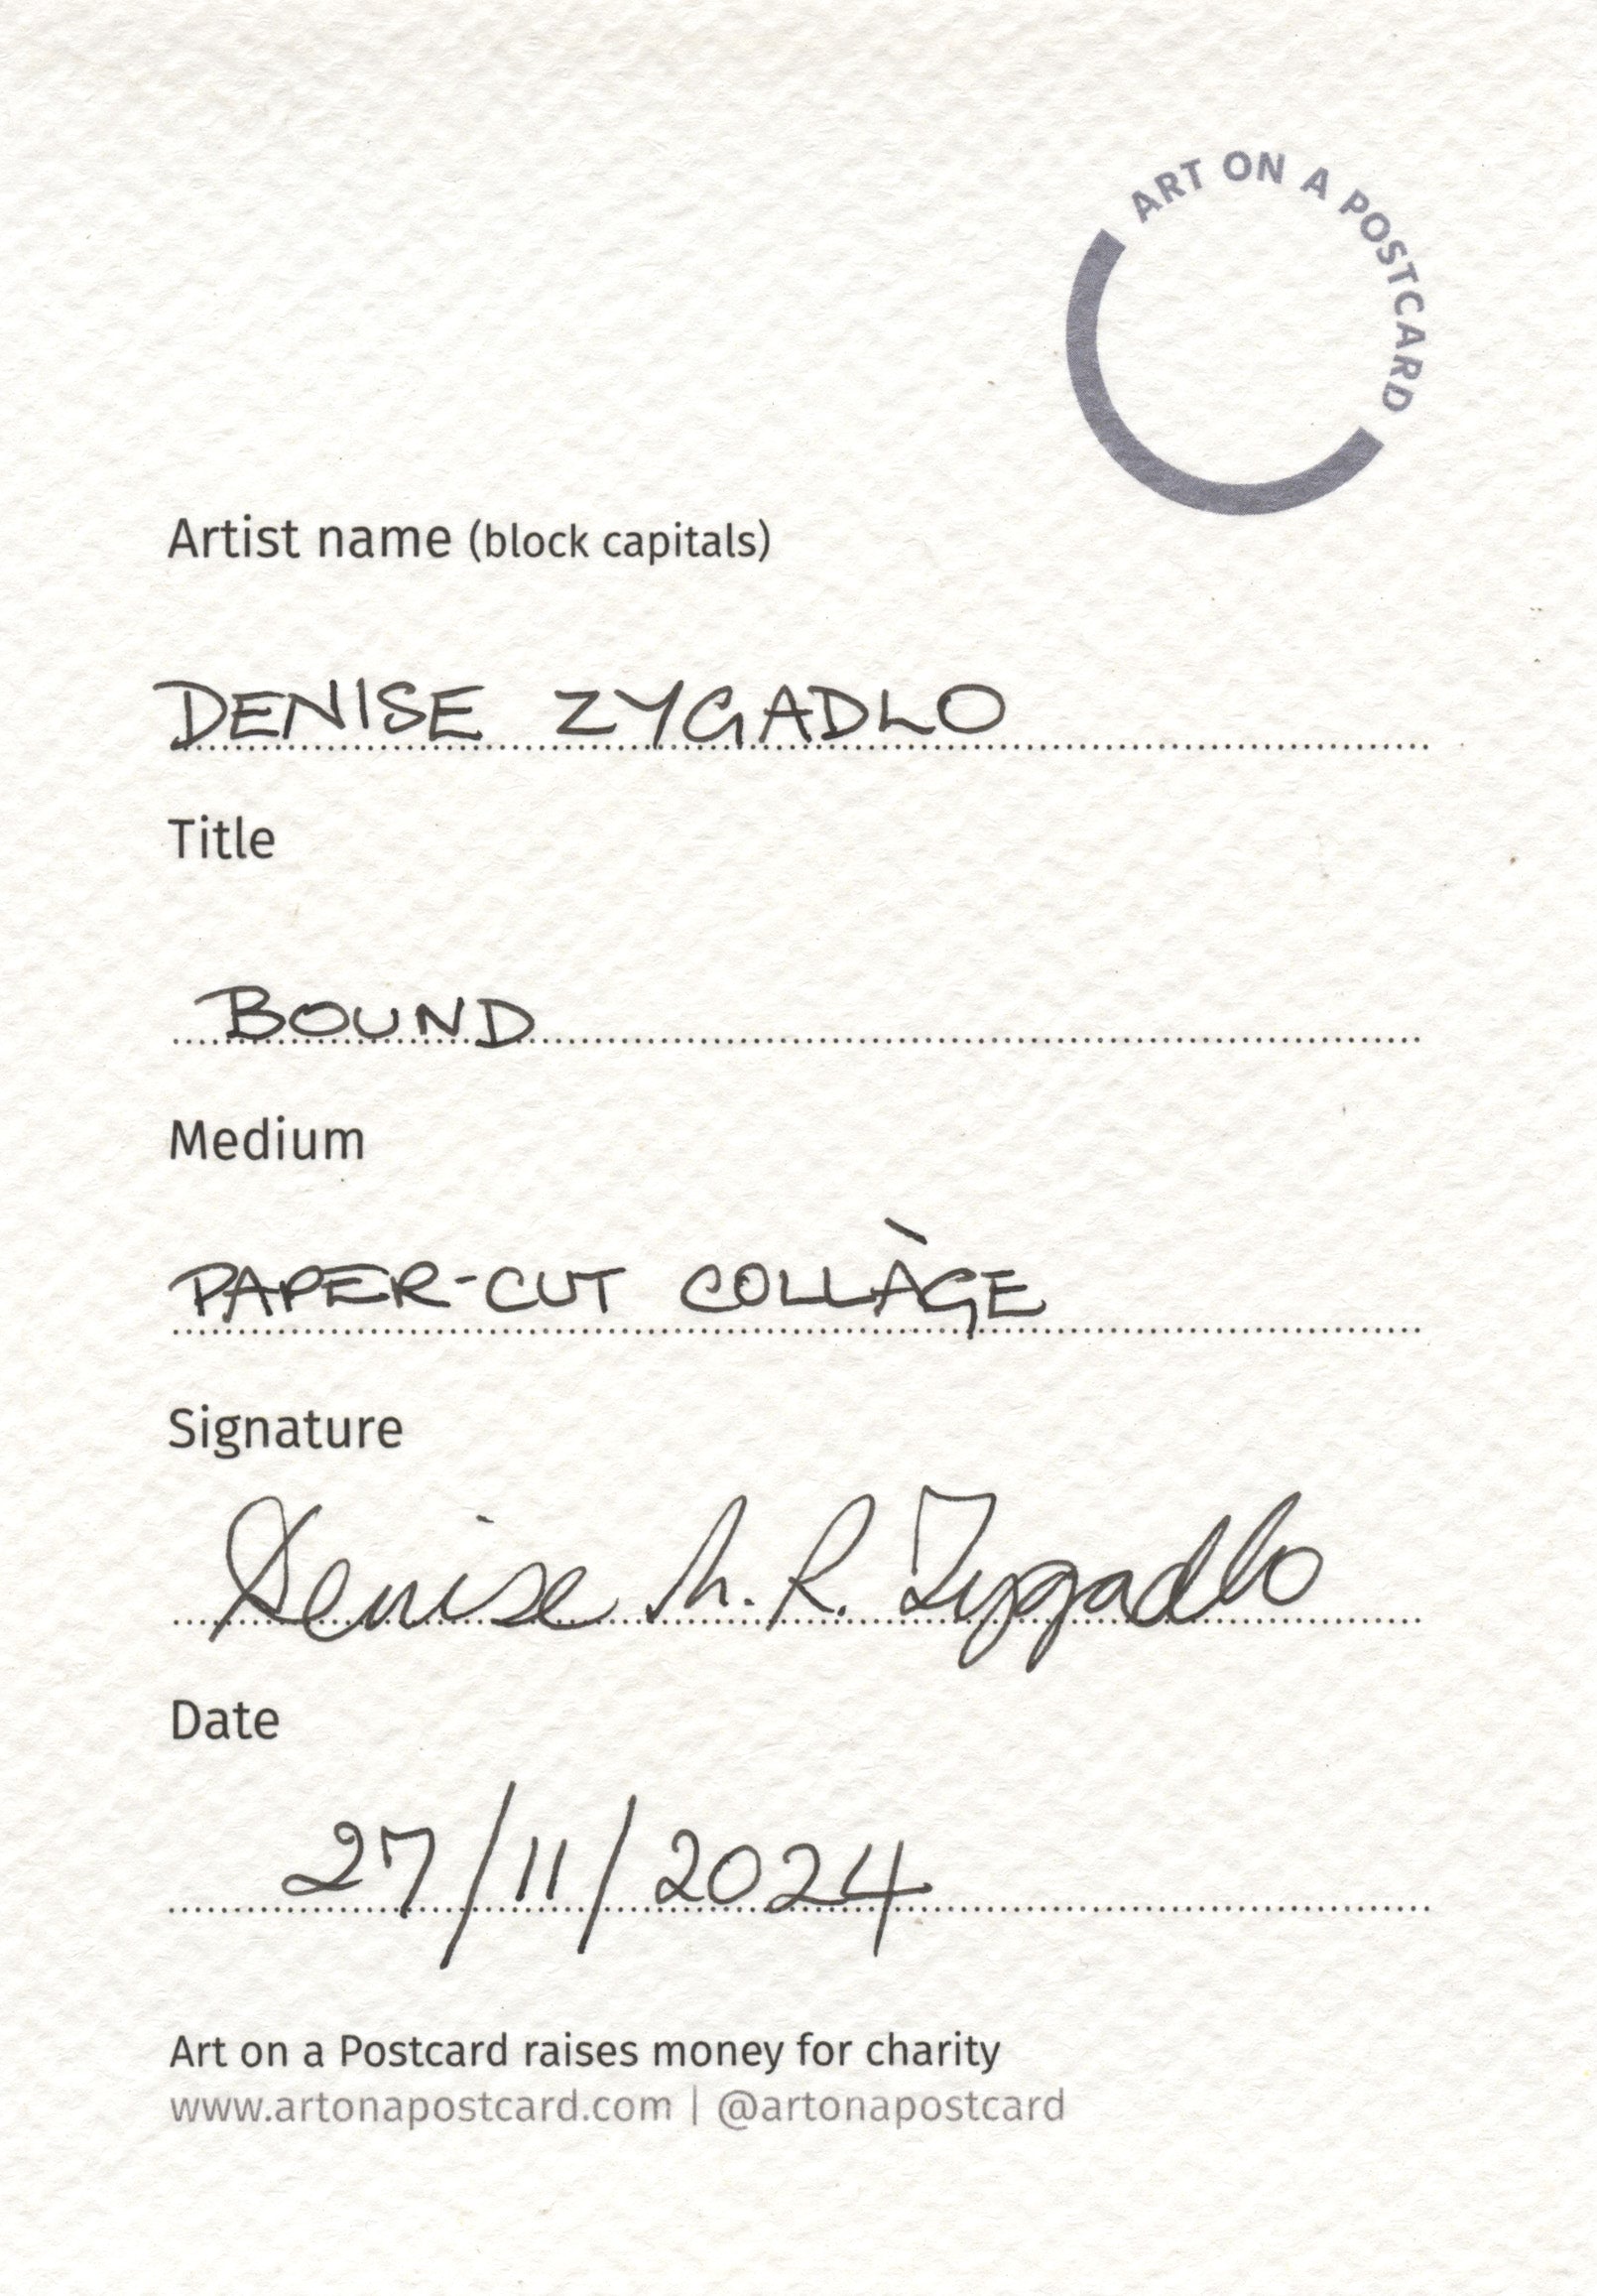 ART ON A POSTCARD
Artist name (block capitals)
DENISE ZYGADLO
Title
BOUND
Medium
PAPER-CUT COLLÀGE
Signature
Denise M. R. Zygadlo
Date
27/11/2024
Art on a Postcard raises money for charity
www.artonapostcard.com | @artonapostcard